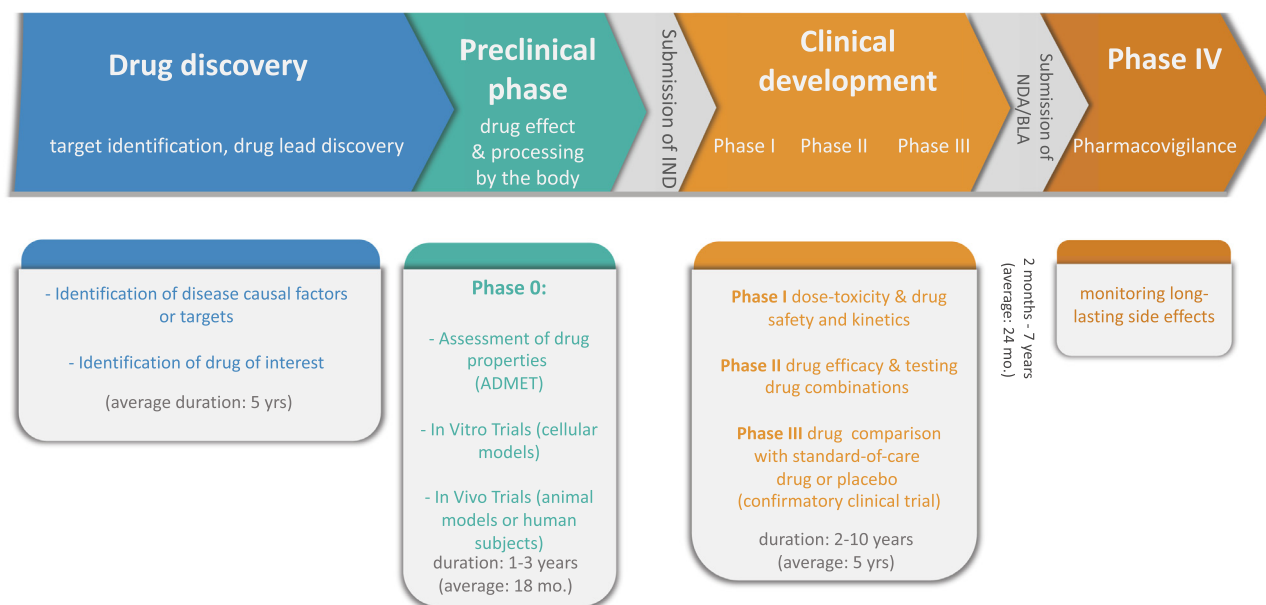 Drug discovery
target identification, drug lead discovery
Preclinical
phase
drug effect
& processing
by the body
Submission of IND
Clinical
development
Phase I
Phase II
Phase III
Submission of
NDA/BLA
Phase IV
Pharmacovigilance
- Identification of disease causal factors
or targets
- Identification of drug of interest
(average duration: 5 yrs)
Phase 0:
- Assessment of drug
properties
(ADMET)
- In Vitro Trials (cellular
models)
- In Vivo Trials (animal
models or human
subjects)
duration: 1-3 years
(average: 18 mo.)
Phase I dose-toxicity & drug
safety and kinetics
Phase II drug efficacy & testing
drug combinations
Phase III drug comparison
with standard-of-care
drug or placebo
(confirmatory clinical trial)
duration: 2-10 years
(average: 5 yrs)
2 months - 7 years
(average: 24 mo.)
monitoring long-
lasting side effects